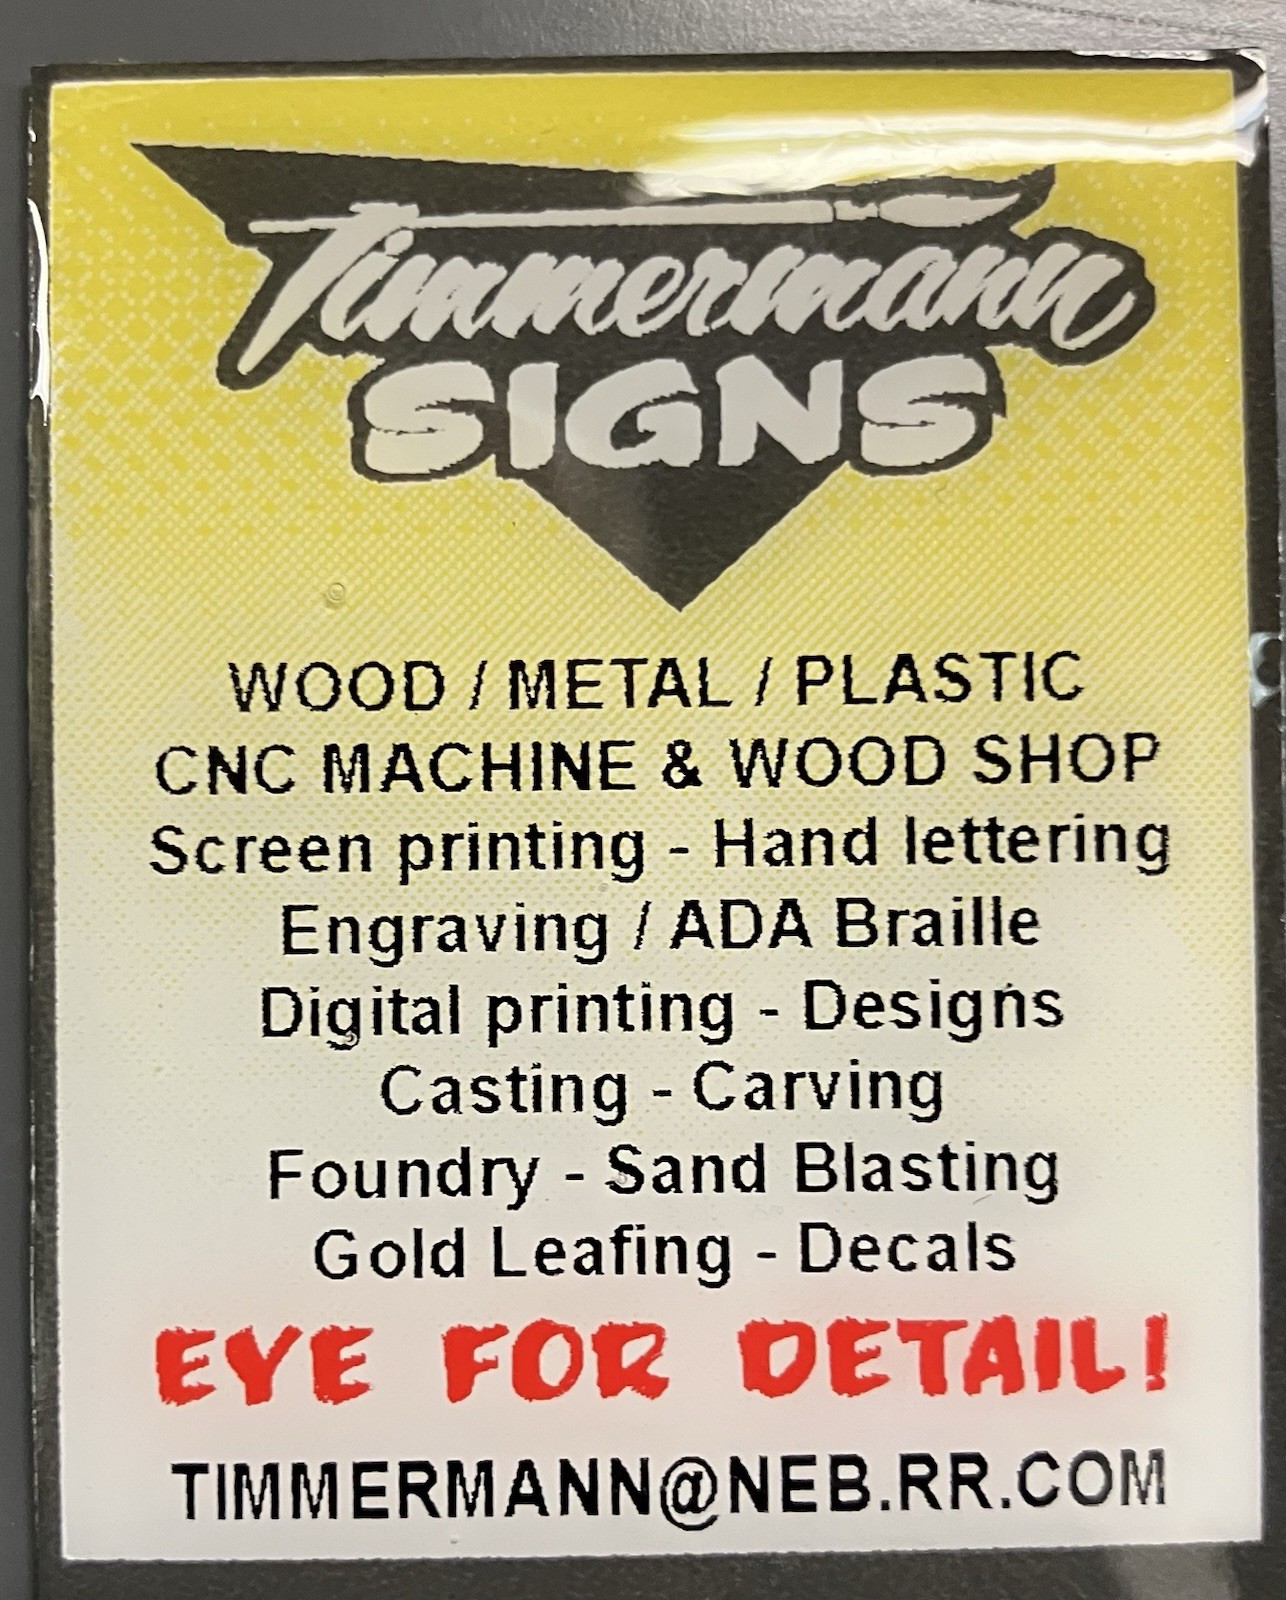 Timmermann
SIGNS
WOOD / METAL / PLASTIC
CNC MACHINE & WOOD SHOP
Screen printing - Hand lettering
Engraving / ADA Braille
Digital printing - Designs
Casting - Carving
Foundry - Sand Blasting
Gold Leafing - Decals
EYE FOR DETAIL!
TIMMERMANN@NEB.RR.COM